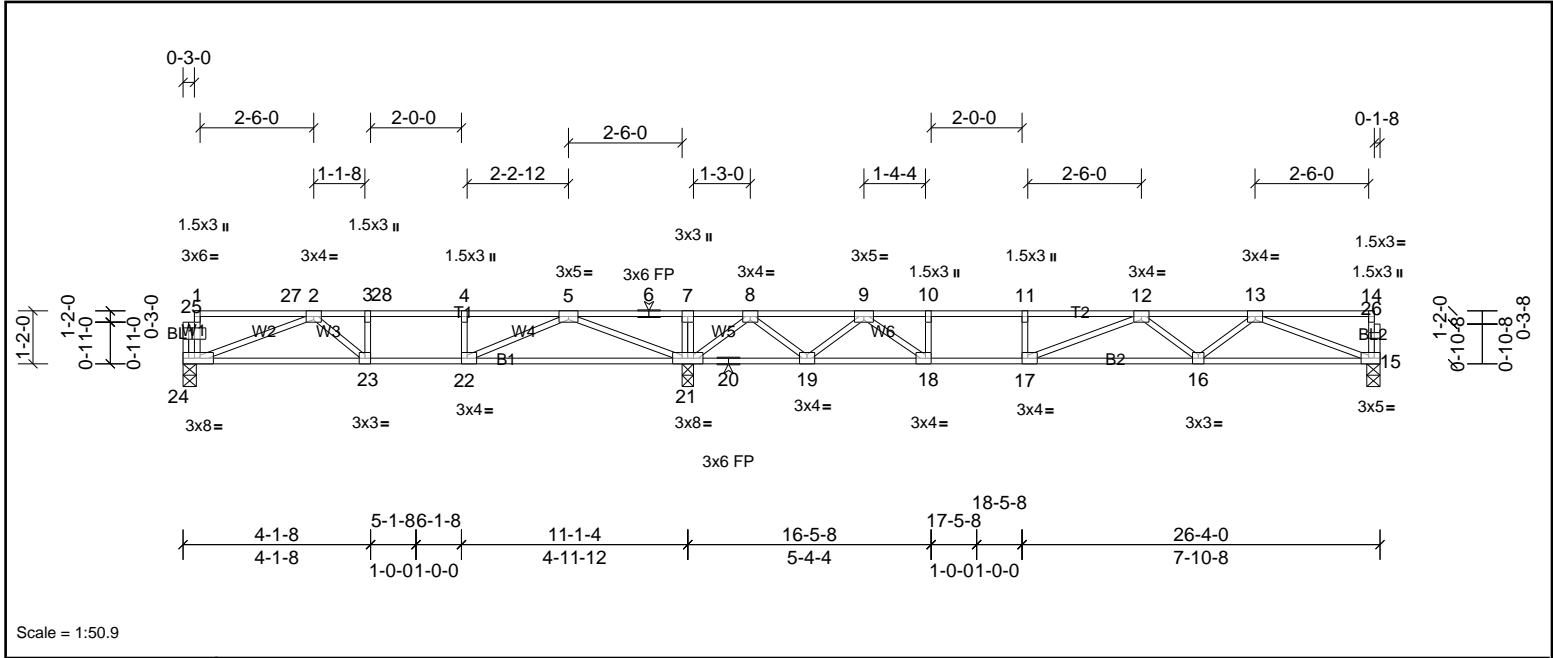 0-3-0
2-6-0 2-0-0 2-6-0 2-0-0 0-1-8
1-1-8 2-2-12 1-3-0 1-4-4 2-6-0 2-6-0
1.5x3 II 1.5x3 II 3x3 II 1.5x3 =
3x6 = 3x4 = 1.5x3 II 3x5 = 3x6 FP 3x4 = 3x5 = 1.5x3 II 1.5x3 II 3x4 = 3x4 = 1.5x3 II
1 27 2 3 28 4 5 6 7 8 9 10 11 12 13 14
25 T1 T2 26
1-2-0 1-2-0 0-11-0 0-11-0 0-3-0
BL1 W1 W2 W3 W4 W5 W6 BL2
B1 B2
1-2-0 0-10-8 0-10-8 0-3-8
24 23 22 21 20 19 18 17 16 15
3x8 = 3x3 = 3x4 = 3x8 = 3x4 = 3x4 = 3x4 = 3x3 = 3x5 =
3x6 FP
4-1-8 5-1-8 6-1-8 11-1-4 16-5-8 17-5-8 18-5-8 26-4-0
4-1-8 1-0-0 1-0-0 4-11-12 5-4-4 1-0-0 1-0-0 7-10-8
Scale = 1:50.9